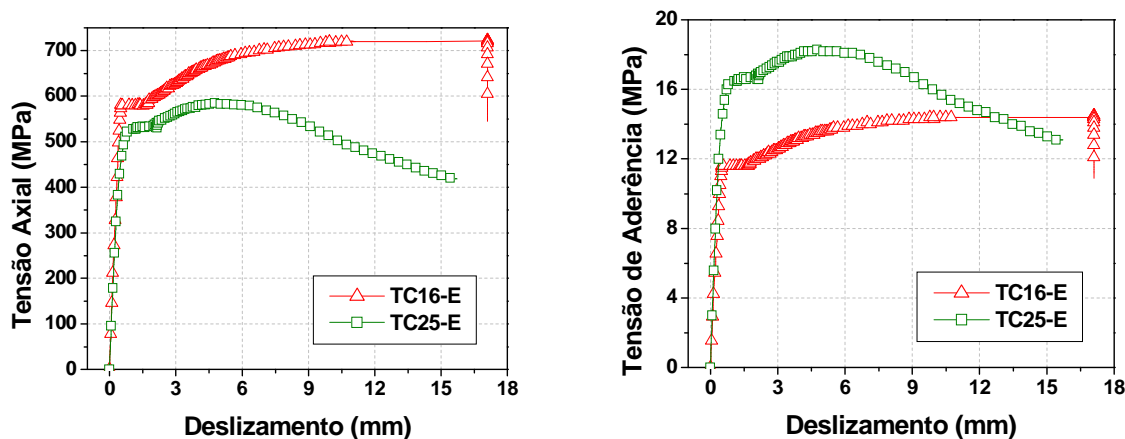 Tensão Axial (MPa)
700
600
500
400
300
200
100
0
TC16-E
TC25-E
0 3 6 9 12 15 18
Deslizamento (mm)
Tensão de Aderência (MPa)
20
16
12
8
4
0
TC16-E
TC25-E
0 3 6 9 12 15 18
Deslizamento (mm)